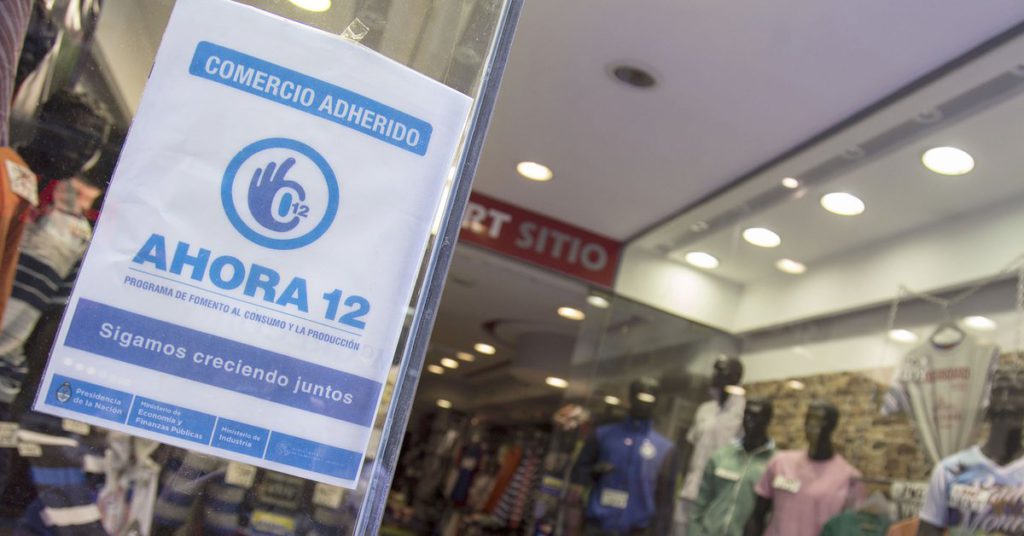 COMERCIO ADHERIDO
12
AHORA 12
PROGRAMA DE FOMENTO AL CONSUMO Y LA PRODUCCIÓN
Sigamos creciendo juntos
Presidencia
de la Nación
Ministerio de
Economía y
Finanzas Públicas
Ministerio de
Industria
RT SITIO